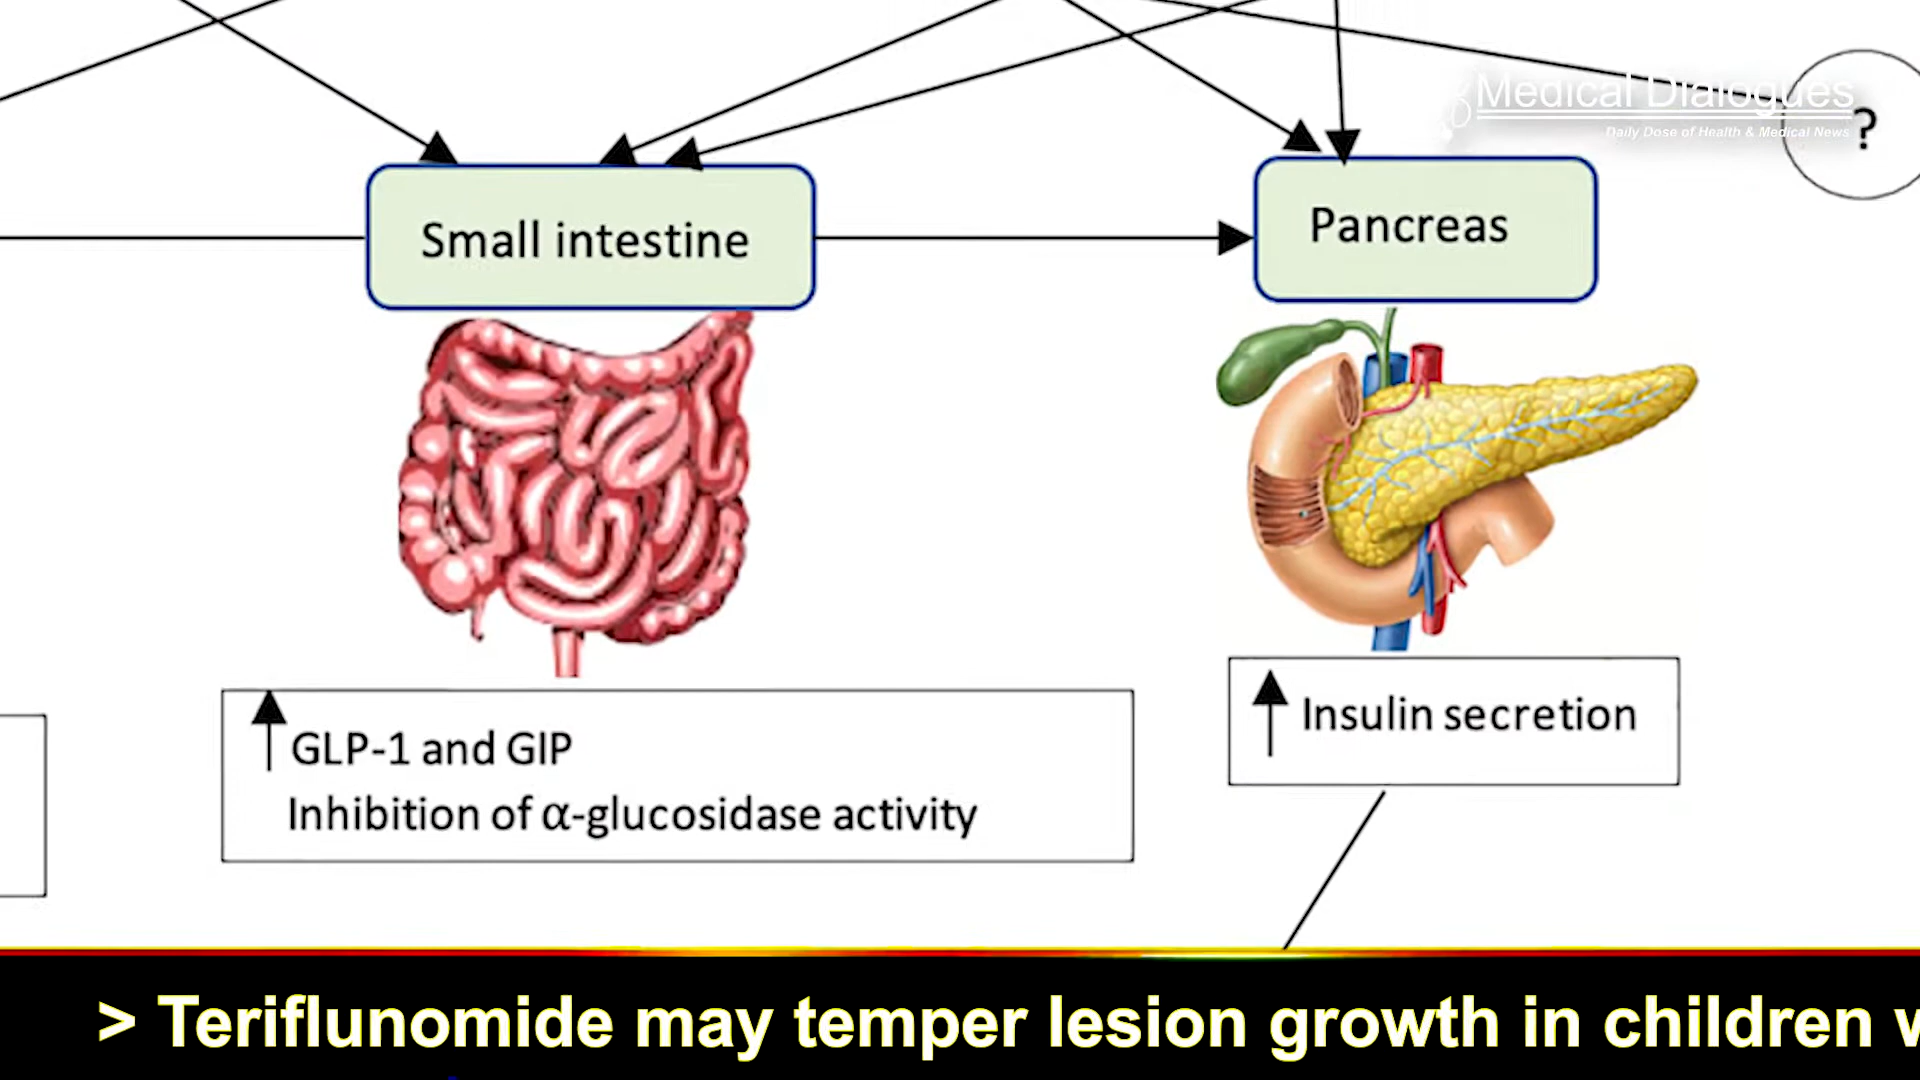 Medical Dialogues
Daily Dose of Health & Medical News
?
Small intestine
Pancreas
Insulin secretion
GLP-1 and GIP
Inhibition of α-glucosidase activity
> Teriflunomide may temper lesion growth in children